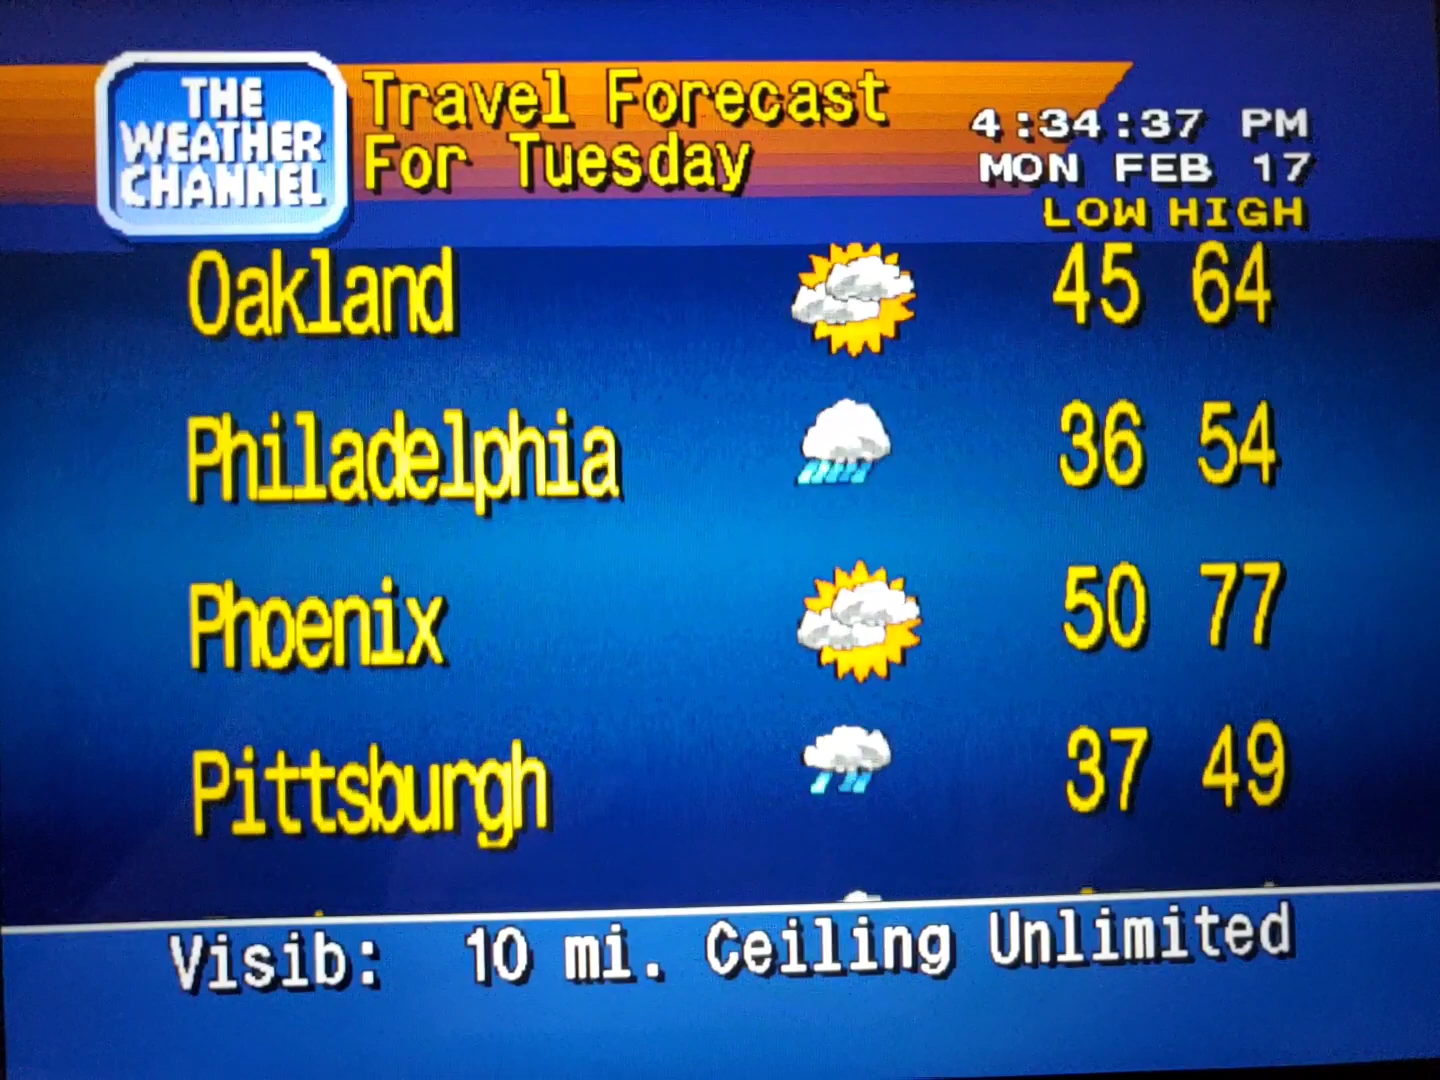 THE
WEATHER
CHANNEL
Travel Forecast
For Tuesday
4:34:37 PM
MON FEB 17
LOW HIGH
Oakland 45 64
Philadelphia 36 54
Phoenix 50 77
Pittsburgh 37 49
Visib: 10 mi. Ceiling Unlimited